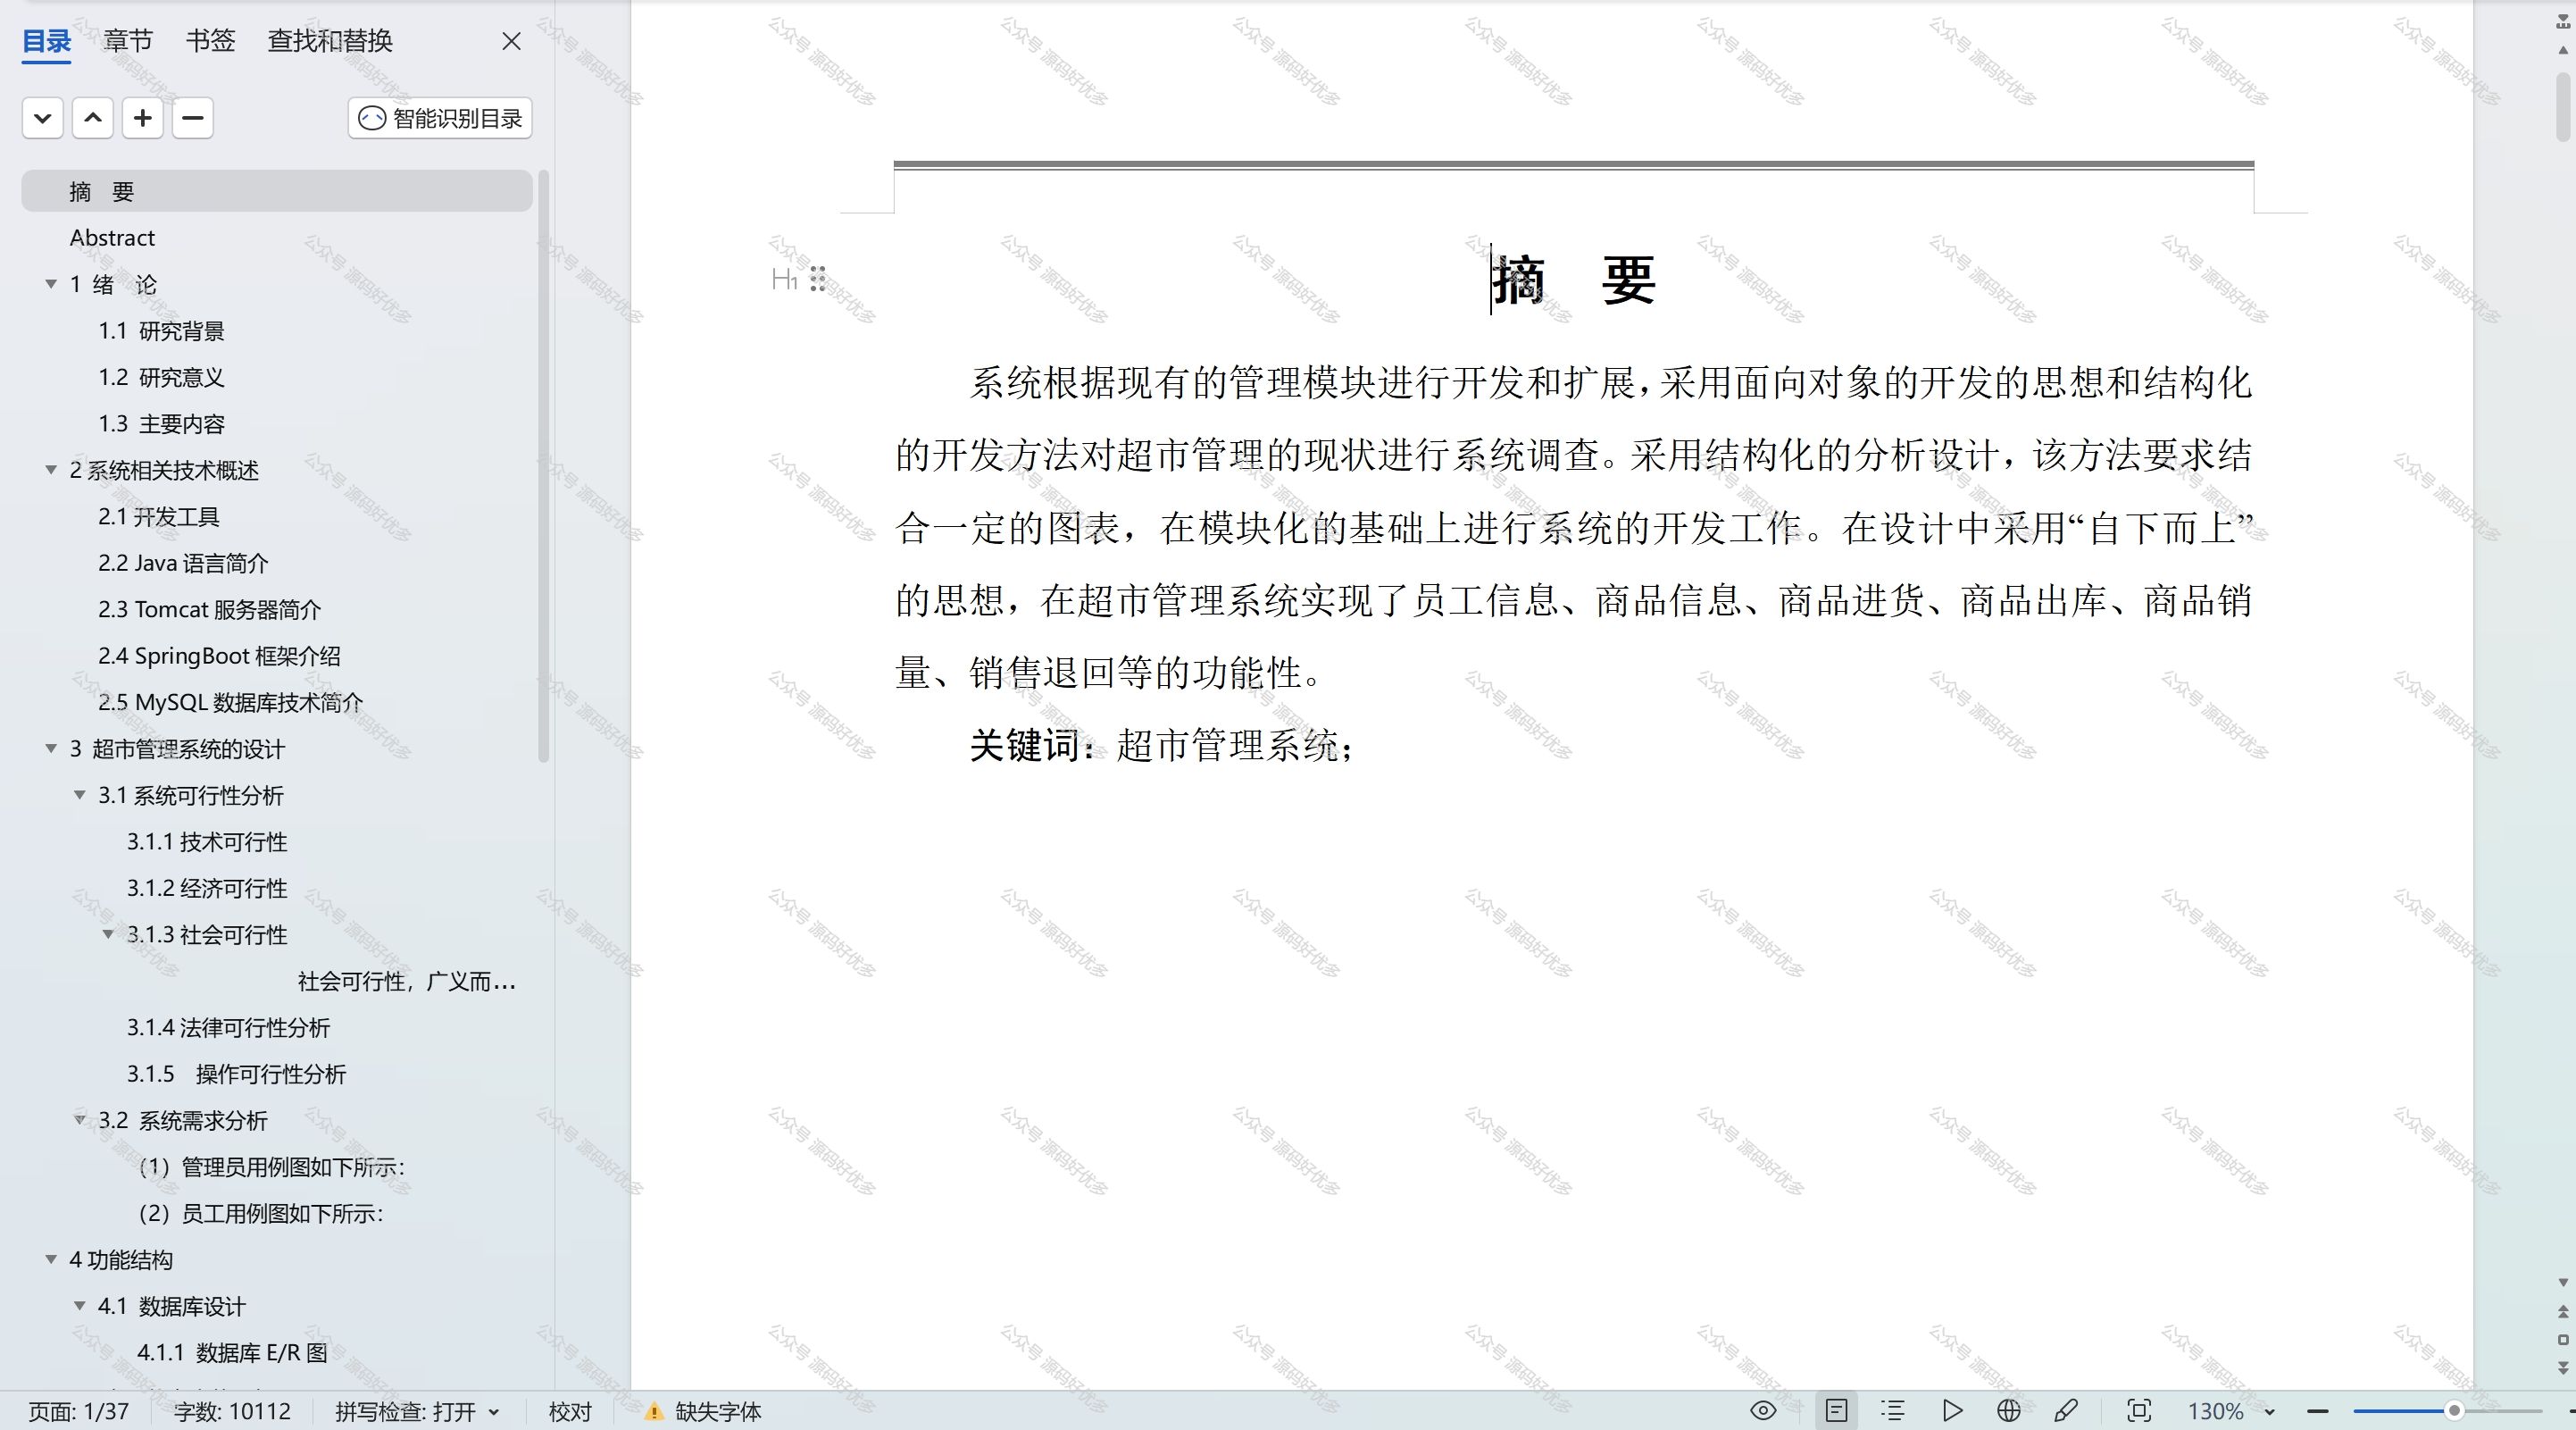 目录 章节 书签 查找和替换
智能识别目录
摘 要
Abstract
1 绪 论
1.1 研究背景
1.2 研究意义
1.3 主要内容
2 系统相关技术概述
2.1 开发工具
2.2 Java 语言简介
2.3 Tomcat 服务器简介
2.4 SpringBoot 框架介绍
2.5 MySQL 数据库技术简介
3 超市管理系统的设计
3.1 系统可行性分析
3.1.1 技术可行性
3.1.2 经济可行性
3.1.3 社会可行性
社会可行性，广义而...
3.1.4 法律可行性分析
3.1.5 操作可行性分析
3.2 系统需求分析
（1）管理员用例图如下所示：
（2）员工用例图如下所示：
4 功能结构
4.1 数据库设计
4.1.1 数据库 E/R 图
H1
摘 要
系统根据现有的管理模块进行开发和扩展，采用面向对象的开发的思想和结构化
的开发方法对超市管理的现状进行系统调查。采用结构化的分析设计，该方法要求结
合一定的图表，在模块化的基础上进行系统的开发工作。在设计中采用“自下而上”
的思想，在超市管理系统实现了员工信息、商品信息、商品进货、商品出库、商品销
量、销售退回等的功能性。
关键词：超市管理系统；
页面: 1/37 字数: 10112 拼写检查: 打开 校对 缺失字体 130%
公众号 源码好优多